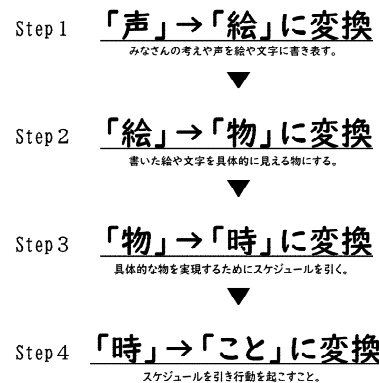 Step1 「声」→「絵」に変換
みなさんの考えや声を絵や文字に書き表す。
▼
Step2 「絵」→「物」に変換
書いた絵や文字を具体的に見える物にする。
▼
Step3 「物」→「時」に変換
具体的な物を実現するためにスケジュールを引く。
▼
Step4 「時」→「こと」に変換
スケジュールを引き行動を起こすこと。